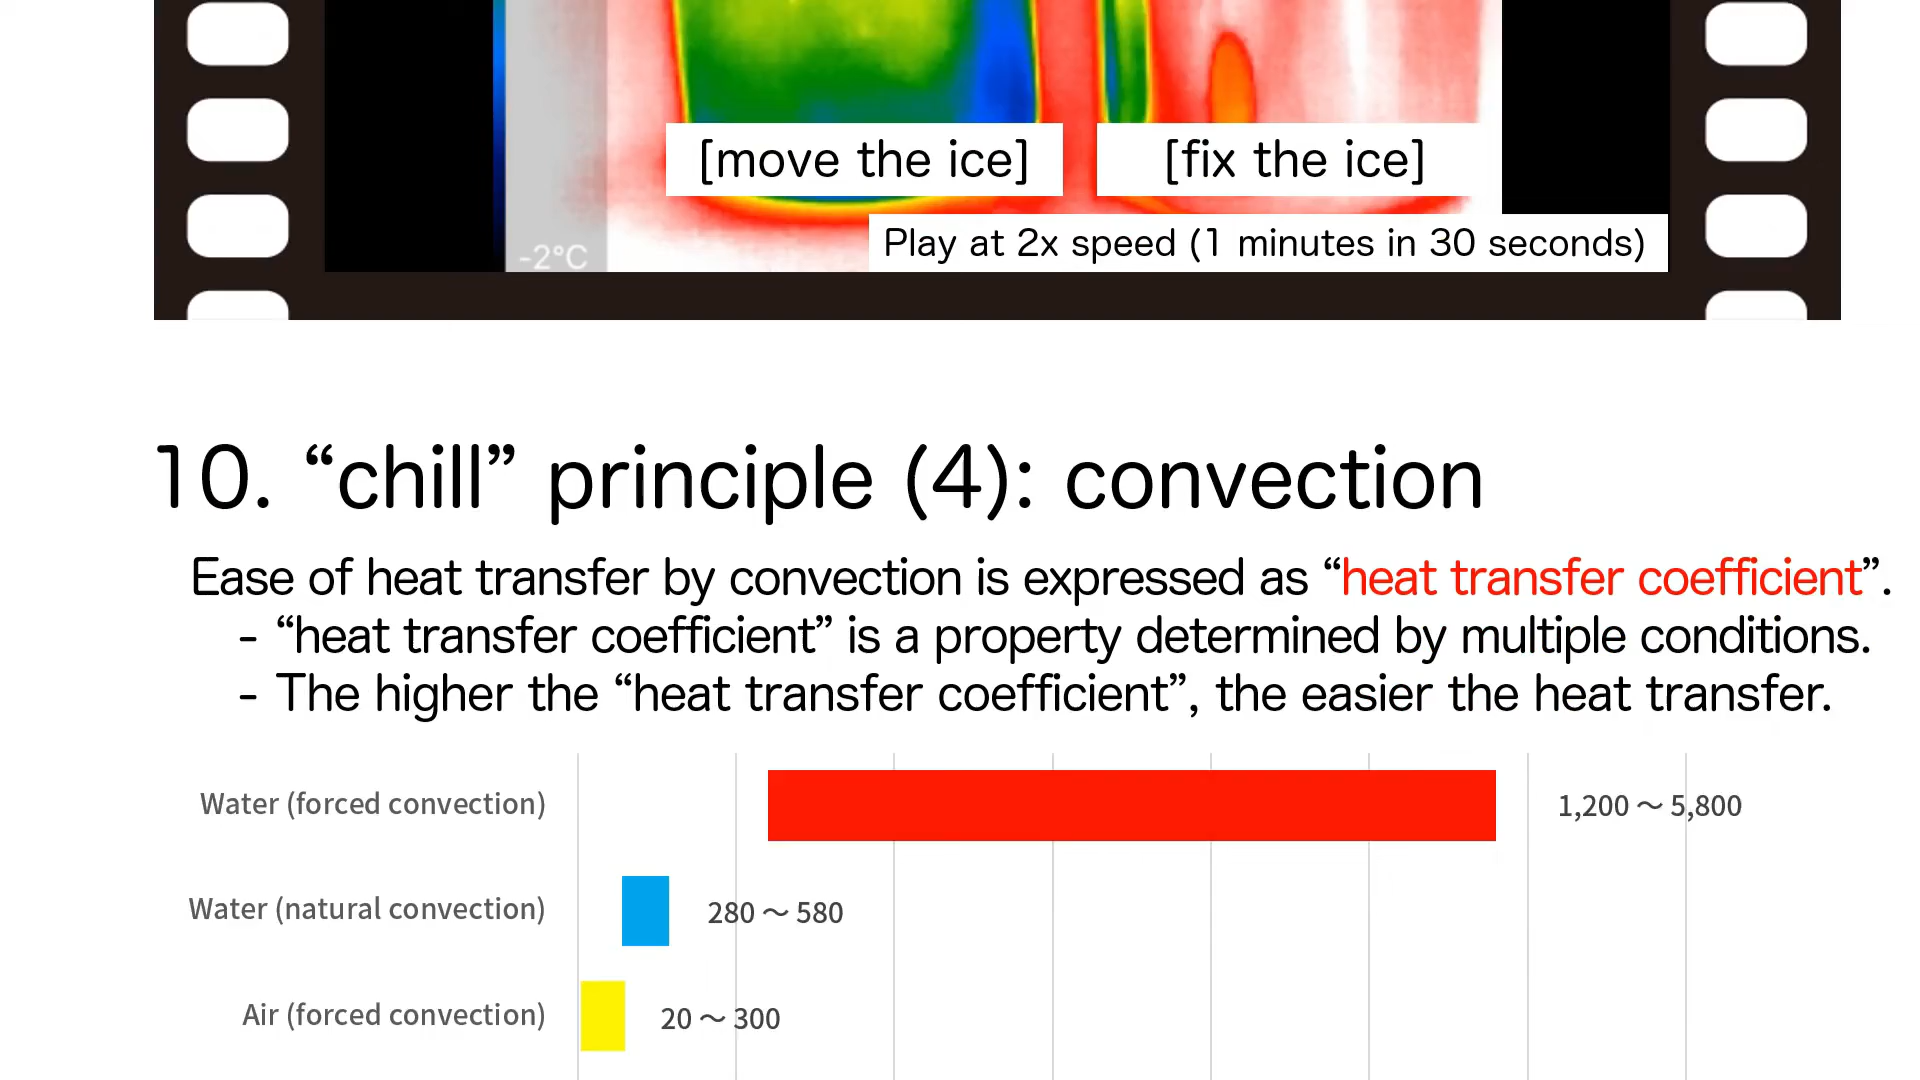 [move the ice]
[fix the ice]
Play at 2x speed (1 minutes in 30 seconds)
-2°C
10. “chill” principle (4): convection
Ease of heat transfer by convection is expressed as “heat transfer coefficient”.
- “heat transfer coefficient” is a property determined by multiple conditions.
- The higher the “heat transfer coefficient”, the easier the heat transfer.
Water (forced convection)
1,200 ～ 5,800
Water (natural convection)
280 ～ 580
Air (forced convection)
20 ～ 300